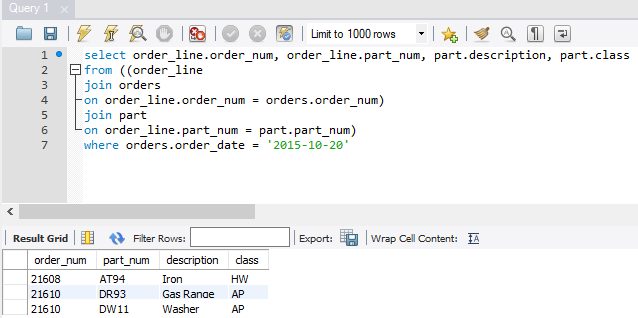 Query 1
Limit to 1000 rows
1 select order_line.order_num, order_line.part_num, part.description, part.class
2 from ((order_line
3 join orders
4 on order_line.order_num = orders.order_num)
5 join part
6 on order_line.part_num = part.part_num)
7 where orders.order_date = '2015-10-20'
Result Grid Filter Rows: Export: Wrap Cell Content: IA
order_num part_num description class
21608 AT94 Iron HW
21610 DR93 Gas Range AP
21610 DW11 Washer AP